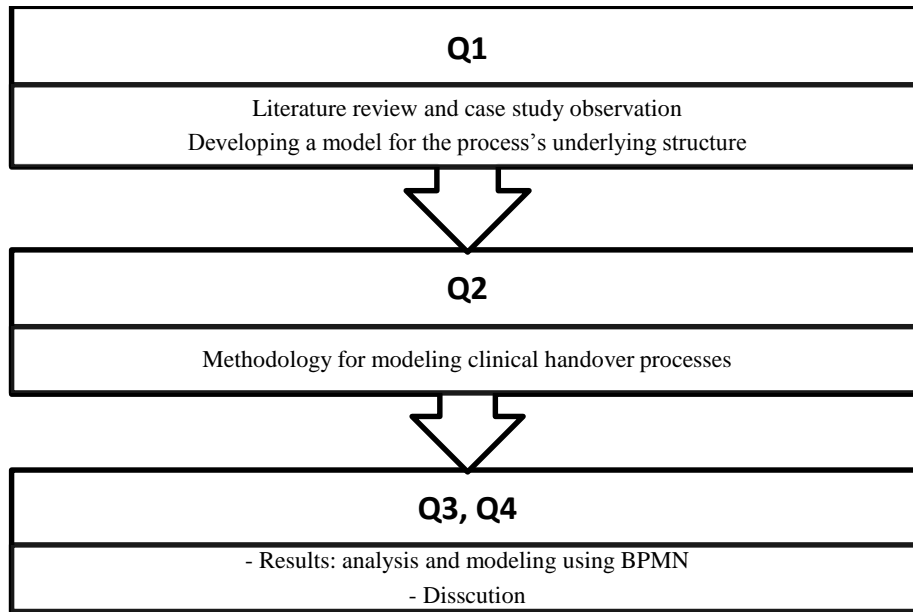 Q1
Literature review and case study observation
Developing a model for the process’s underlying structure
Q2
Methodology for modeling clinical handover processes
Q3, Q4
- Results: analysis and modeling using BPMN
- Disscution